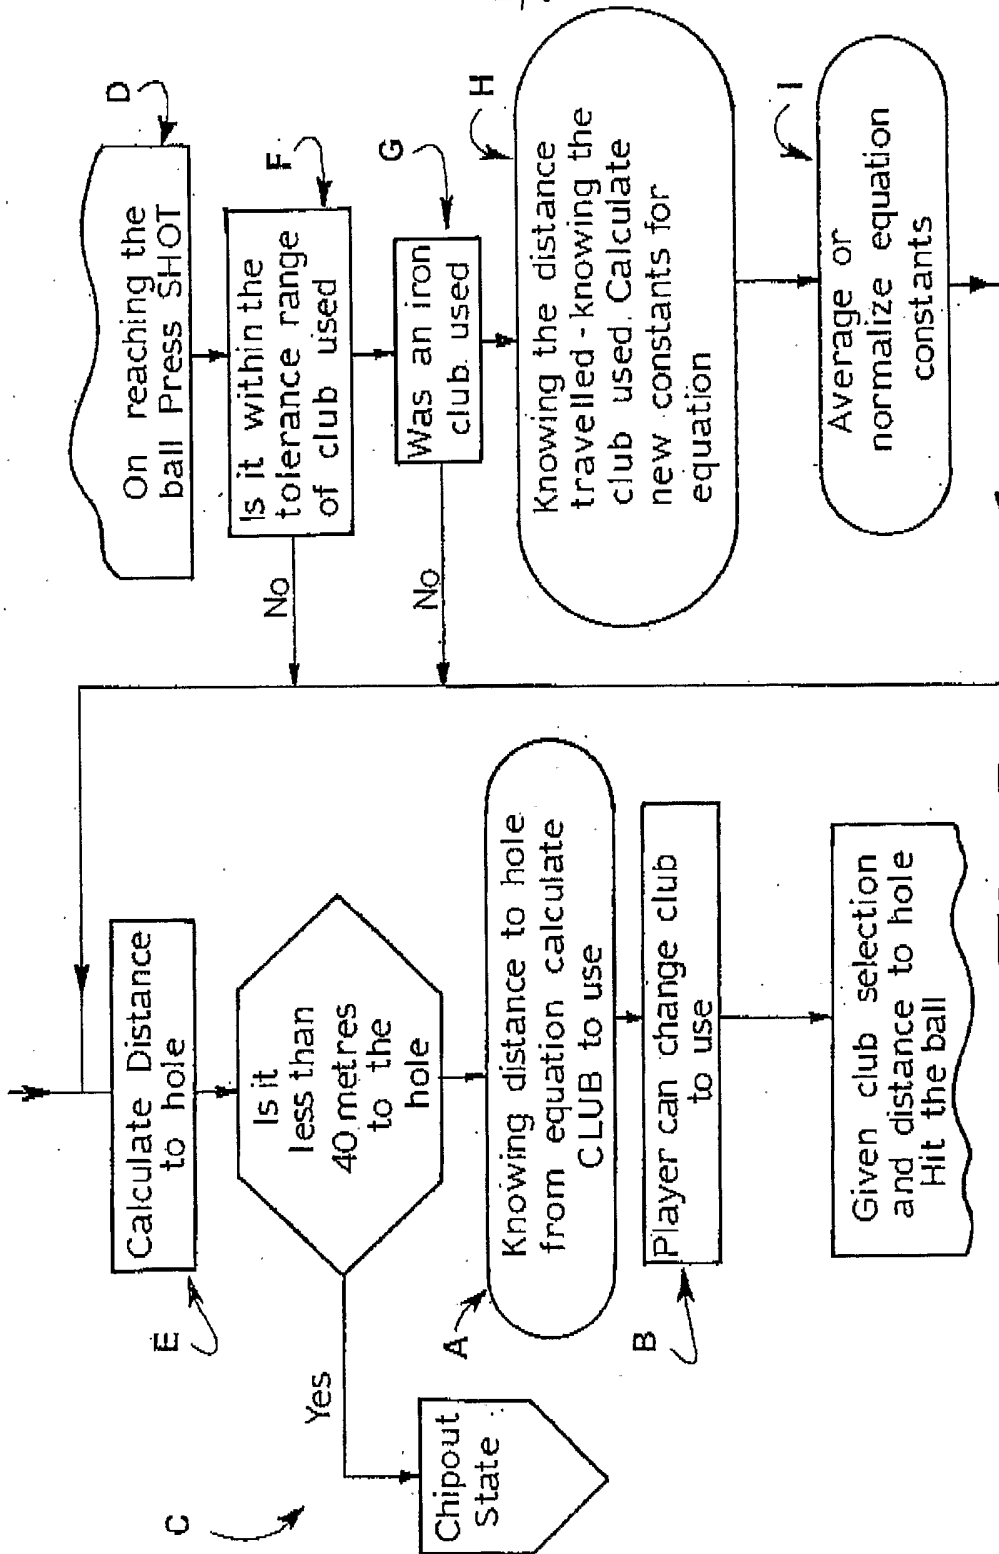 Calculate Distance
to hole
E
Is it
less than
40 metres
to the
hole
Yes
C
Chipout
State
A
Knowing distance to hole
from equation calculate
CLUB to use
B
Player can change club
to use
Given club selection
and distance to hole
Hit the ball
D
On reaching the
ball Press SHOT
F
Is it within the
tolerance range
of club used
No
G
Was an iron
club used
No
H
Knowing the distance
travelled - knowing the
club used. Calculate
new constants for
equation
I
Average or
normalize equation
constants